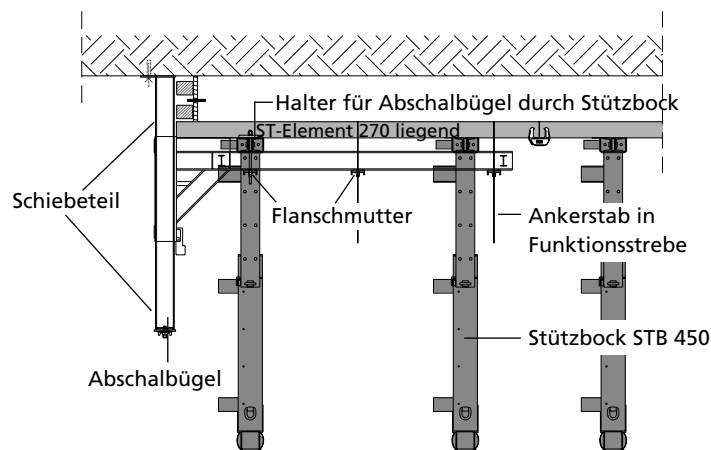 Halter für Abschalbügel durch Stützbock
ST-Element 270 liegend
Schiebeteil
Flanschmutter
Ankerstab in
Funktionsstrebe
Stützbock STB 450
Abschalbügel